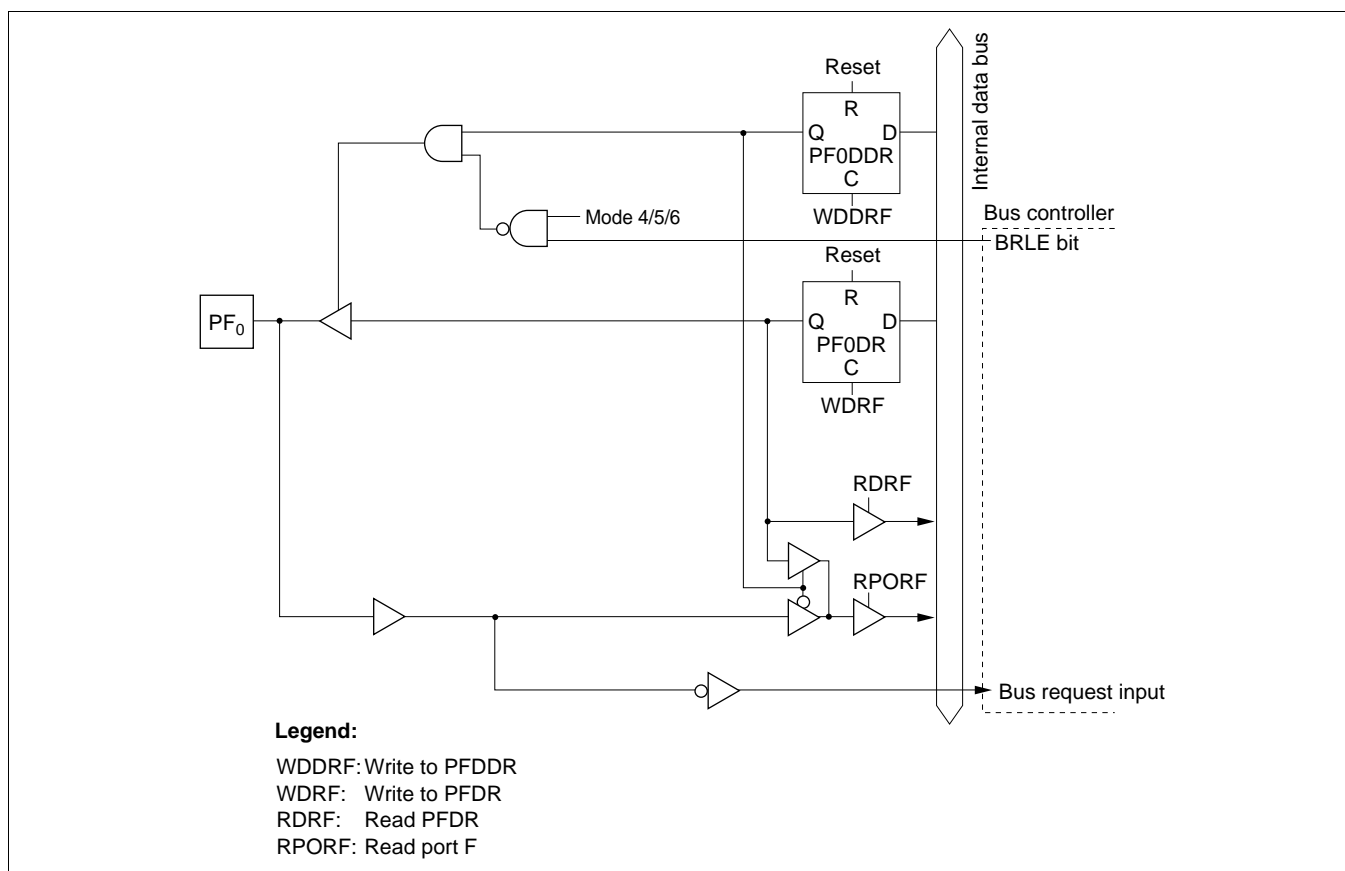 Reset
R
Q D
PF0DDR
C
WDDRF
Internal data bus
Mode 4/5/6
Bus controller
BRLE bit
Reset
R
Q D
PF0DR
C
WDRF
PF0
RDRF
RPORF
Bus request input
Legend:
WDDRF: Write to PFDDR
WDRF: Write to PFDR
RDRF: Read PFDR
RPORF: Read port F